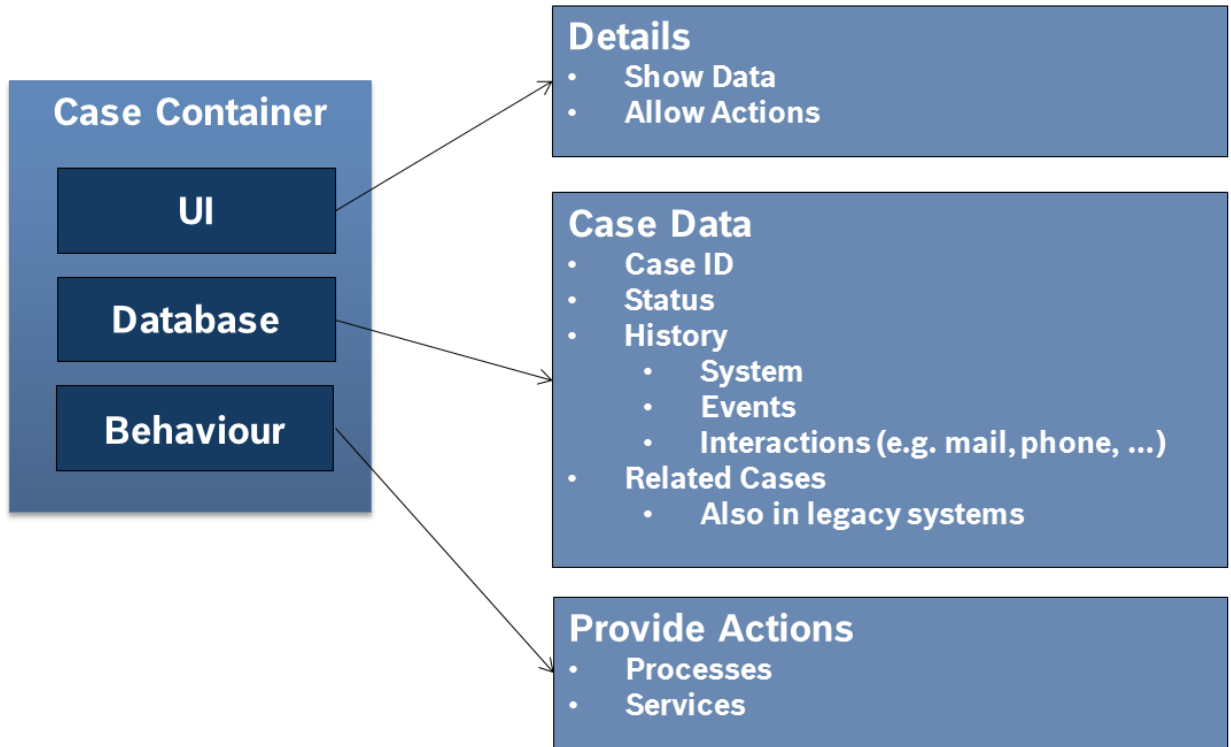 Case Container
UI
Database
Behaviour
Details
• Show Data
• Allow Actions
Case Data
• Case ID
• Status
• History
• System
• Events
• Interactions (e.g. mail, phone, ...)
• Related Cases
• Also in legacy systems
Provide Actions
• Processes
• Services